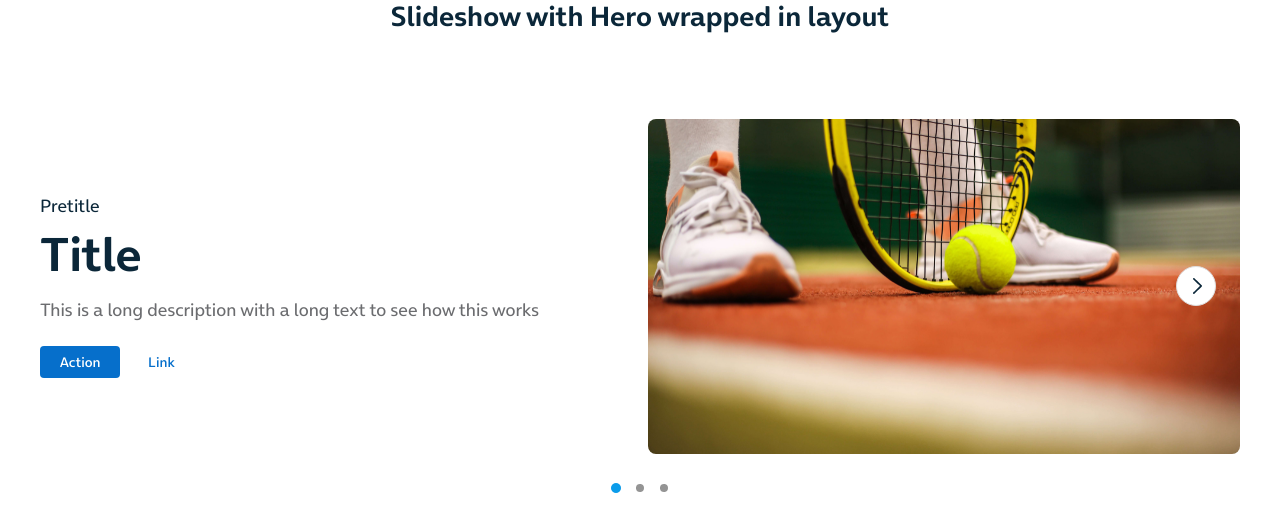 Slideshow with Hero wrapped in layout
Pretitle
Title
This is a long description with a long text to see how this works
Action
Link